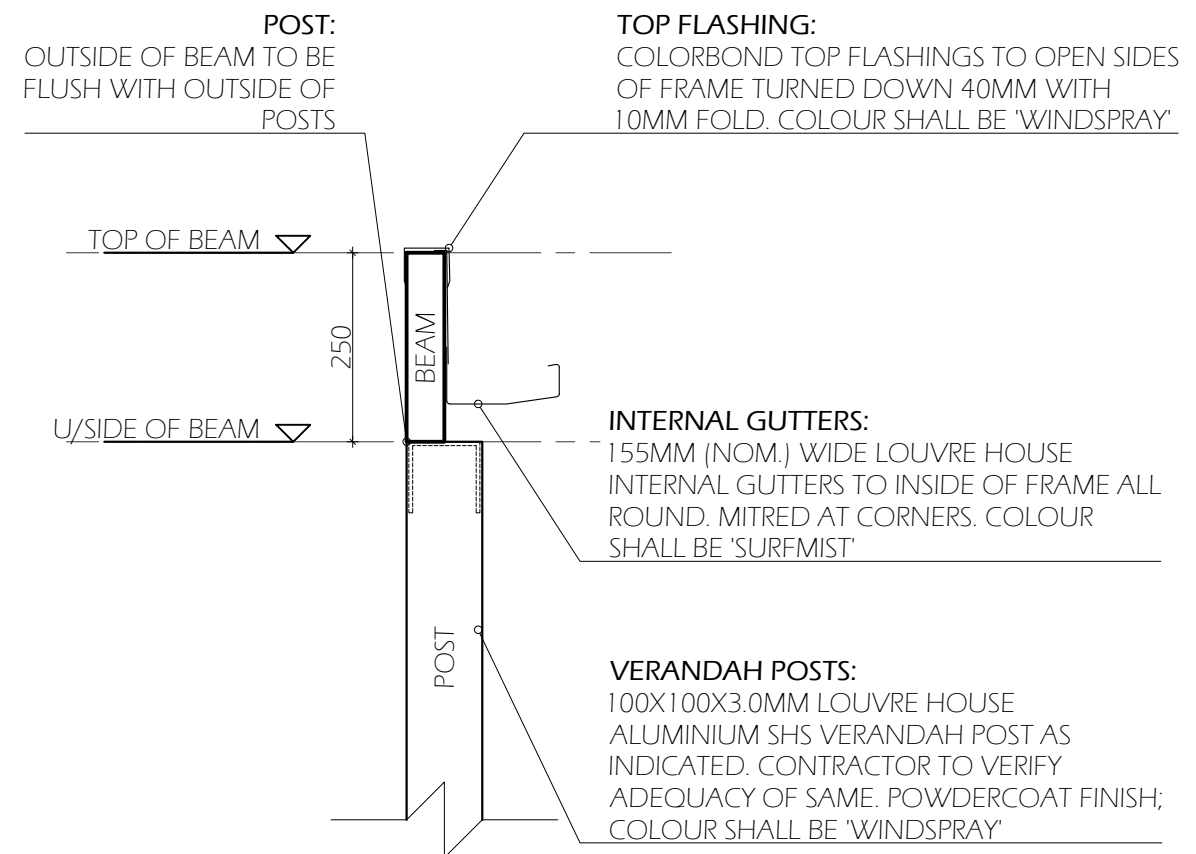 POST:
OUTSIDE OF BEAM TO BE
FLUSH WITH OUTSIDE OF
POSTS
TOP FLASHING:
COLORBOND TOP FLASHINGS TO OPEN SIDES
OF FRAME TURNED DOWN 40MM WITH
10MM FOLD. COLOUR SHALL BE 'WINDSPRAY'
TOP OF BEAM
250
BEAM
U/SIDE OF BEAM
INTERNAL GUTTERS:
155MM (NOM.) WIDE LOUVRE HOUSE
INTERNAL GUTTERS TO INSIDE OF FRAME ALL
ROUND. MITRED AT CORNERS. COLOUR
SHALL BE 'SURFMIST'
POST
VERANDAH POSTS:
100X100X3.0MM LOUVRE HOUSE
ALUMINIUM SHS VERANDAH POST AS
INDICATED. CONTRACTOR TO VERIFY
ADEQUACY OF SAME. POWDERCOAT FINISH;
COLOUR SHALL BE 'WINDSPRAY'